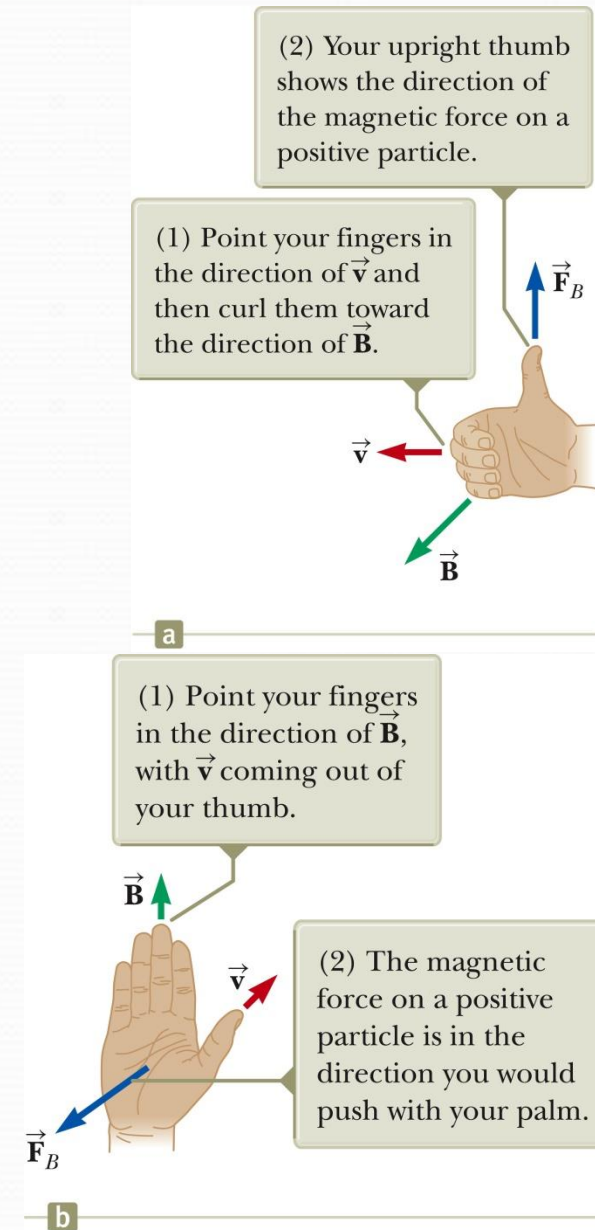 (2) Your upright thumb
shows the direction of
the magnetic force on a
positive particle.
(1) Point your fingers in
the direction of v⃗ and
then curl them toward
the direction of B⃗.
F⃗_B
v⃗
B⃗
a
(1) Point your fingers
in the direction of B⃗,
with v⃗ coming out of
your thumb.
B⃗
v⃗
(2) The magnetic
force on a positive
particle is in the
direction you would
push with your palm.
F⃗_B
b